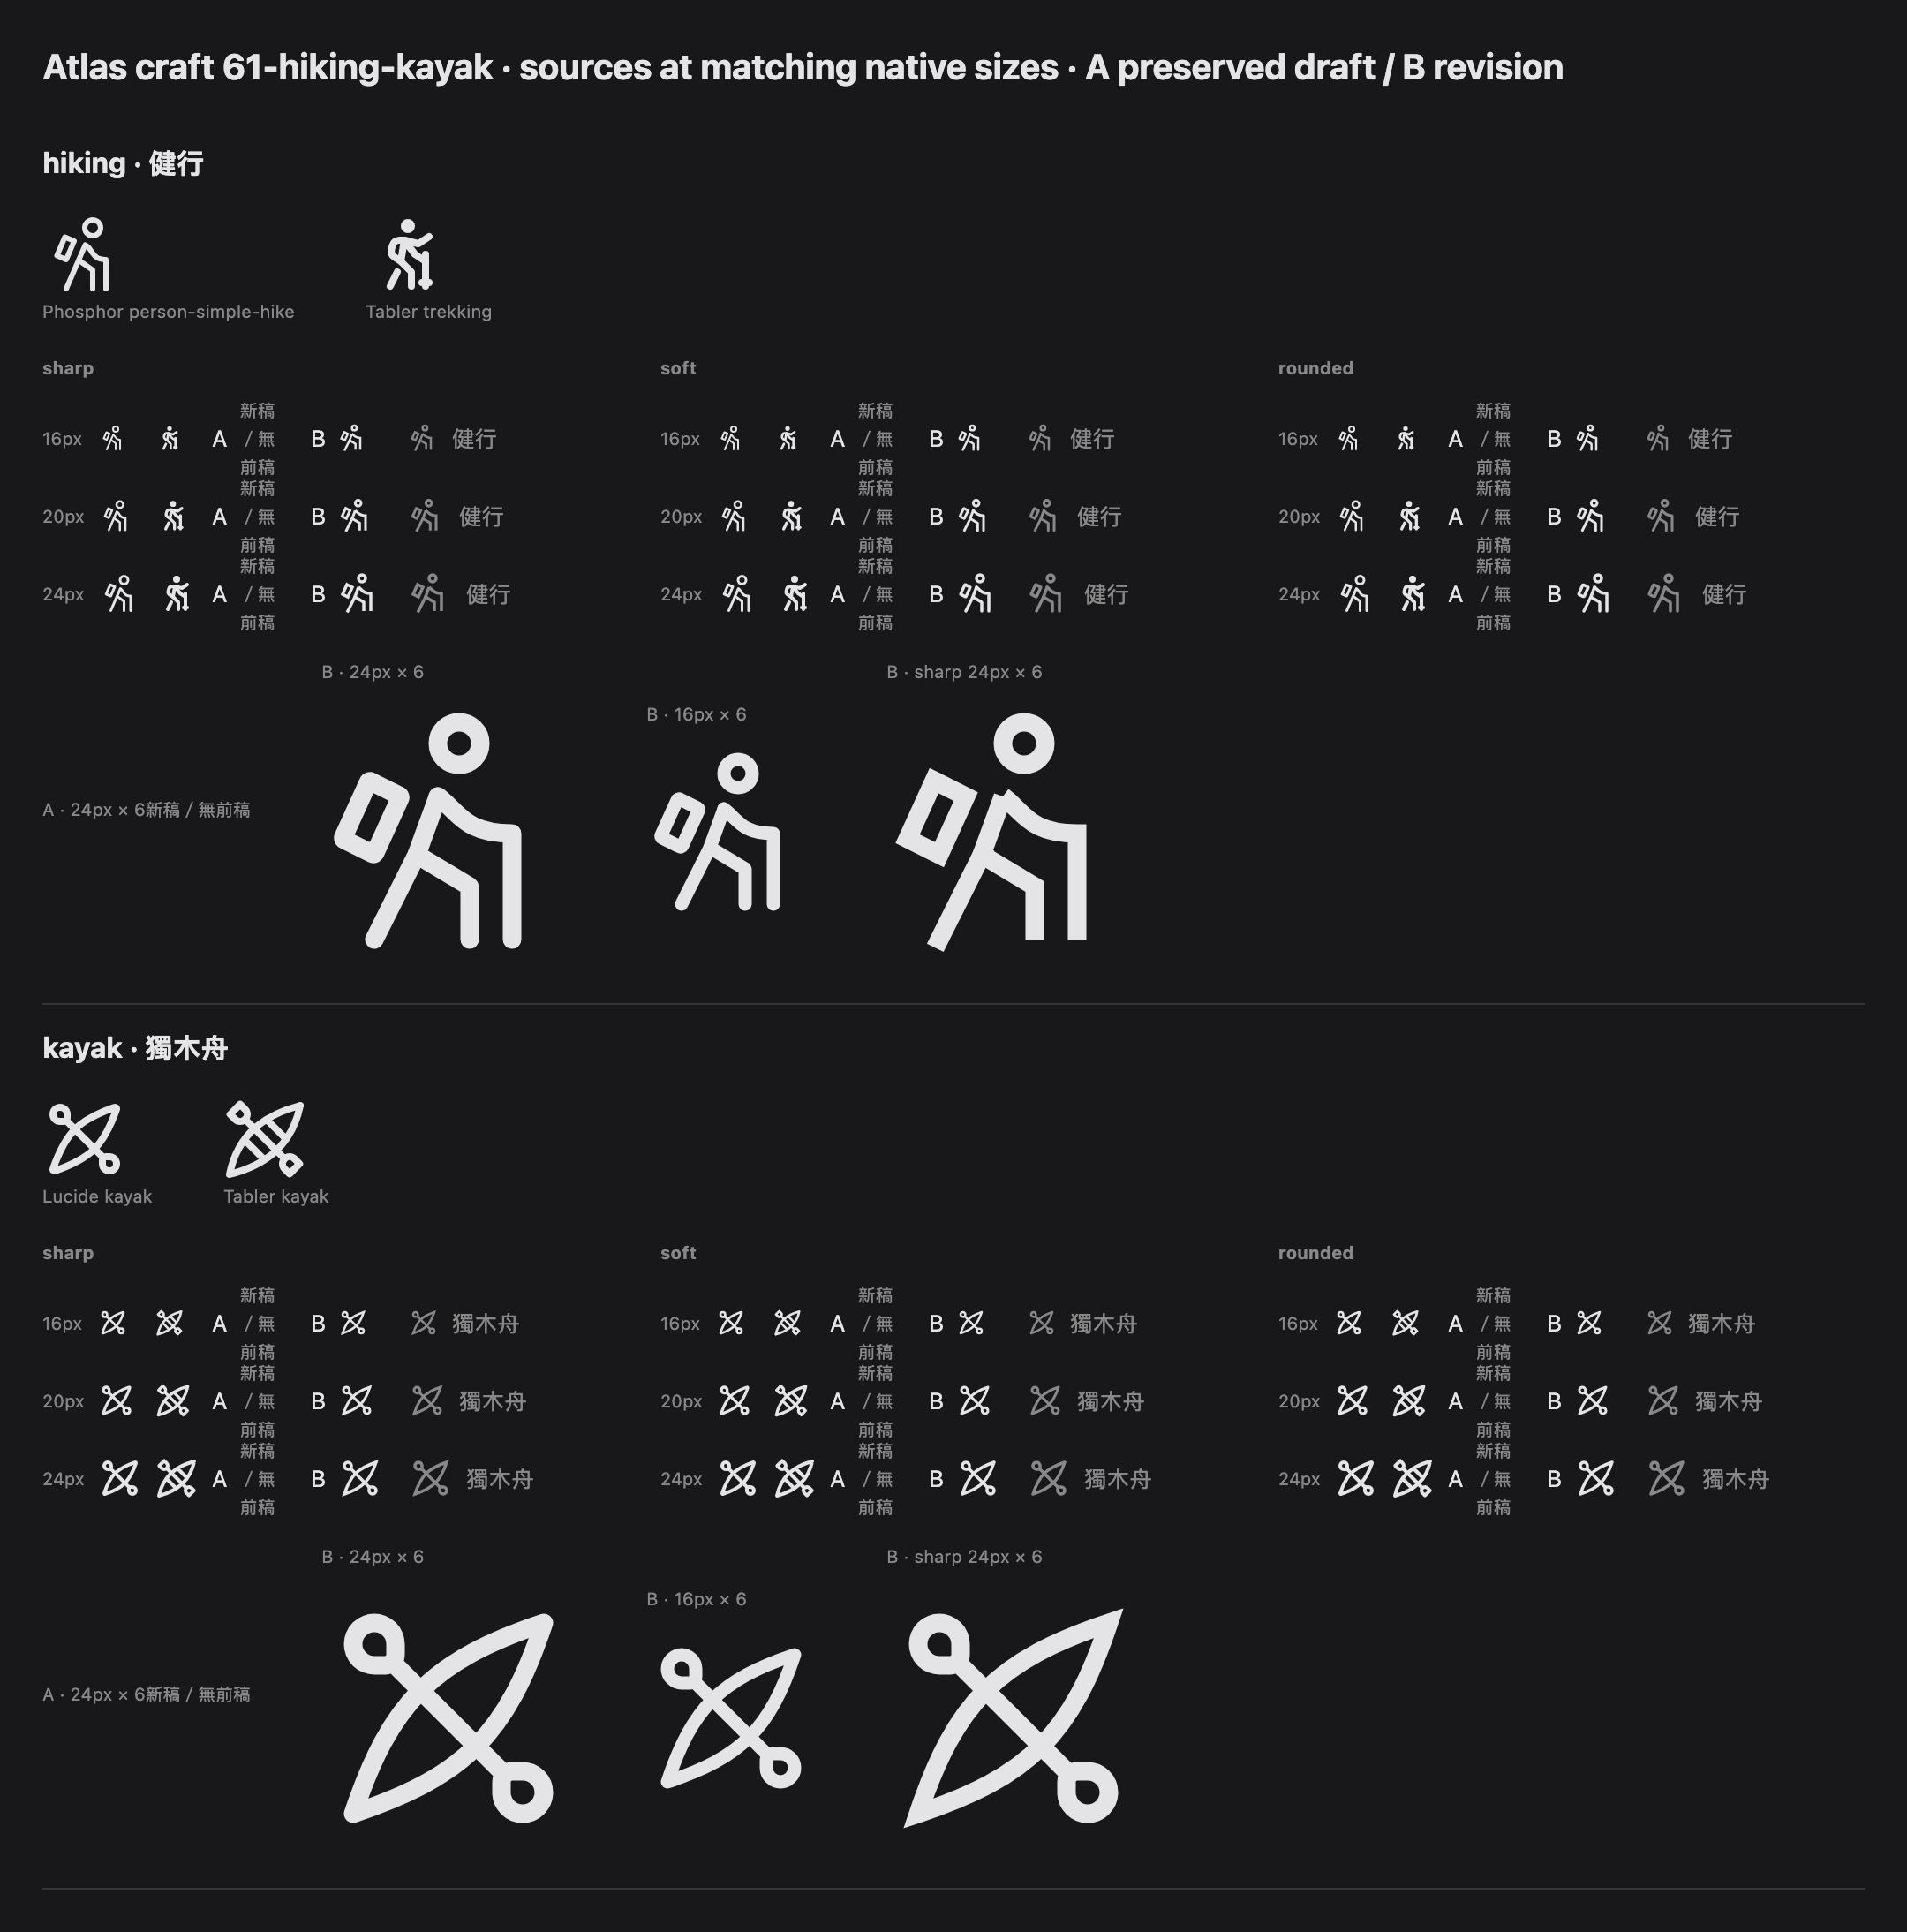 Atlas craft 61-hiking-kayak · sources at matching native sizes · A preserved draft / B revision
hiking · 健行
Phosphor person-simple-hike
Tabler trekking
sharp
16px A 新稿 / 無 前稿 B 健行
20px A 新稿 / 無 前稿 B 健行
24px A 新稿 / 無 前稿 B 健行
soft
16px A 新稿 / 無 前稿 B 健行
20px A 新稿 / 無 前稿 B 健行
24px A 新稿 / 無 前稿 B 健行
rounded
16px A 新稿 / 無 前稿 B 健行
20px A 新稿 / 無 前稿 B 健行
24px A 新稿 / 無 前稿 B 健行
A · 24px × 6新稿 / 無前稿
B · 24px × 6
B · 16px × 6
B · sharp 24px × 6
kayak · 獨木舟
Lucide kayak
Tabler kayak
sharp
16px A 新稿 / 無 前稿 B 獨木舟
20px A 新稿 / 無 前稿 B 獨木舟
24px A 新稿 / 無 前稿 B 獨木舟
soft
16px A 新稿 / 無 前稿 B 獨木舟
20px A 新稿 / 無 前稿 B 獨木舟
24px A 新稿 / 無 前稿 B 獨木舟
rounded
16px A 新稿 / 無 前稿 B 獨木舟
20px A 新稿 / 無 前稿 B 獨木舟
24px A 新稿 / 無 前稿 B 獨木舟
A · 24px × 6新稿 / 無前稿
B · 24px × 6
B · 16px × 6
B · sharp 24px × 6